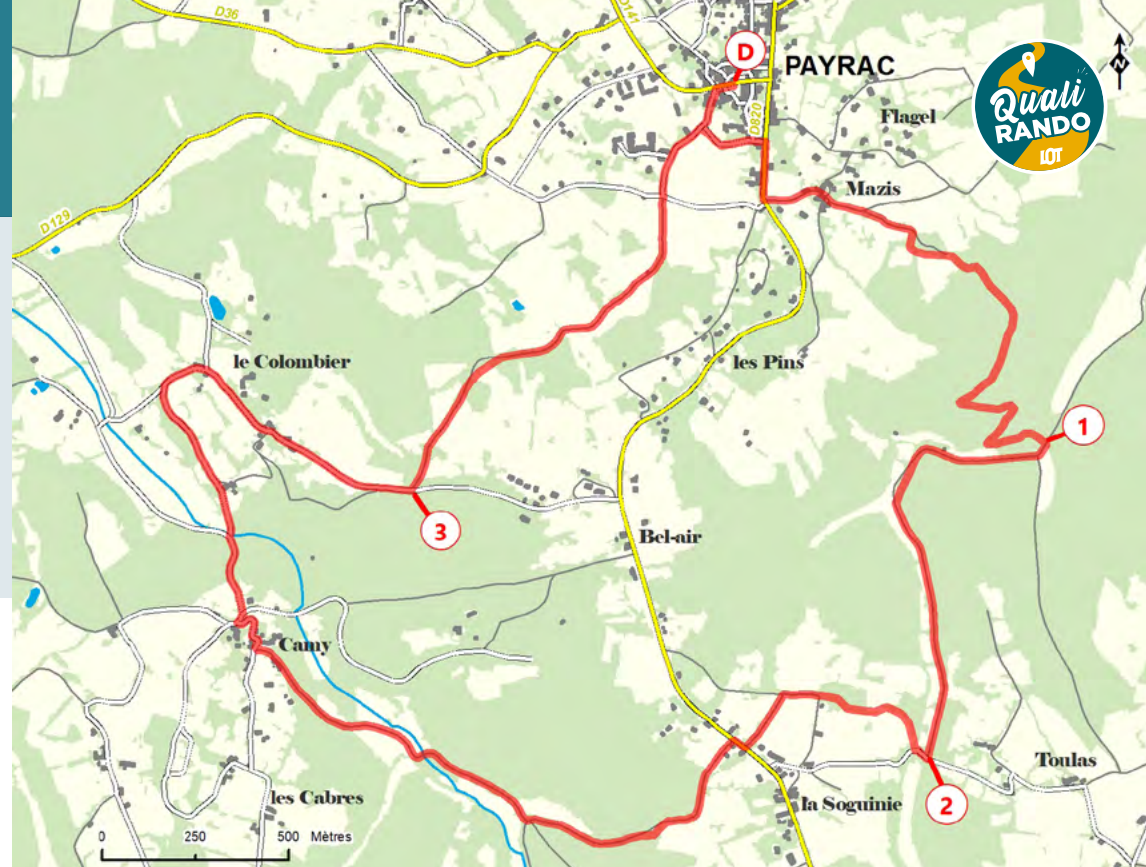 D36
D141
D
PAYRAC
Quali
RANDO
LOT
N
D820
Flagel
Mazis
D129
le Colombier
les Pins
1
3
Bel-air
Camy
Toulas
les Cabres
la Soguinie
2
0 250 500 Mètres